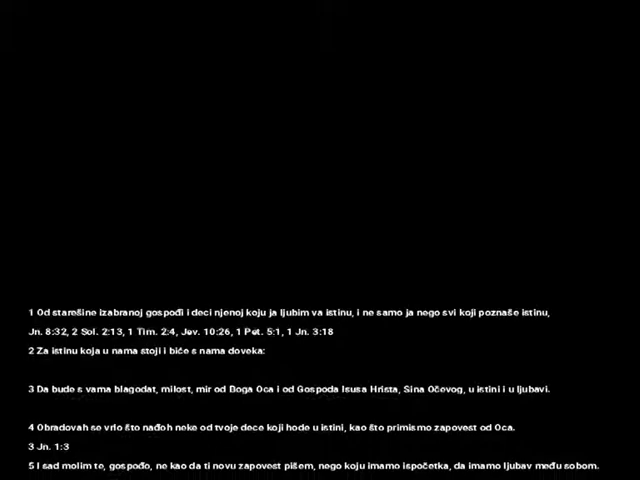 1 Od starešine izabranoj gospođi i deci njenoj koju ja ljubim va istinu, i ne samo ja nego svi koji poznaše istinu,
Jn. 8:32, 2 Sol. 2:13, 1 Tim. 2:4, Jev. 10:26, 1 Pet. 5:1, 1 Jn. 3:18
2 Za istinu koja u nama stoji i biće s nama doveka:
3 Da bude s vama blagodat, milost, mir od Boga Oca i od Gospoda Isusa Hrista, Sina Očevog, u istini i u ljubavi.
4 Obradovah se vrlo što nađoh neke od tvoje dece koji hode u istini, kao što primismo zapovest od Oca.
3 Jn. 1:3
5 I sad molim te, gospođo, ne kao da ti novu zapovest pišem, nego koju imamo ispočetka, da imamo ljubav među sobom.